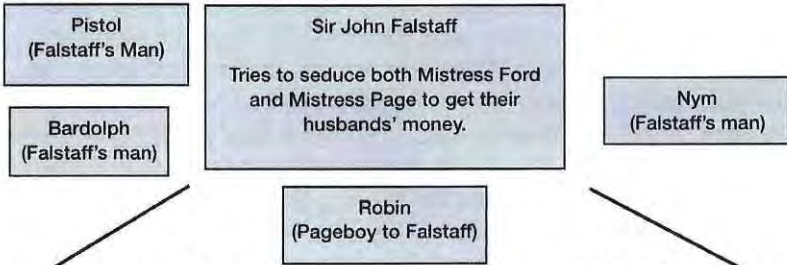 Pistol
(Falstaff's Man)
Sir John Falstaff
Tries to seduce both Mistress Ford
and Mistress Page to get their
husbands' money.
Nym
(Falstaff's man)
Bardolph
(Falstaff's man)
Robin
(Pageboy to Falstaff)